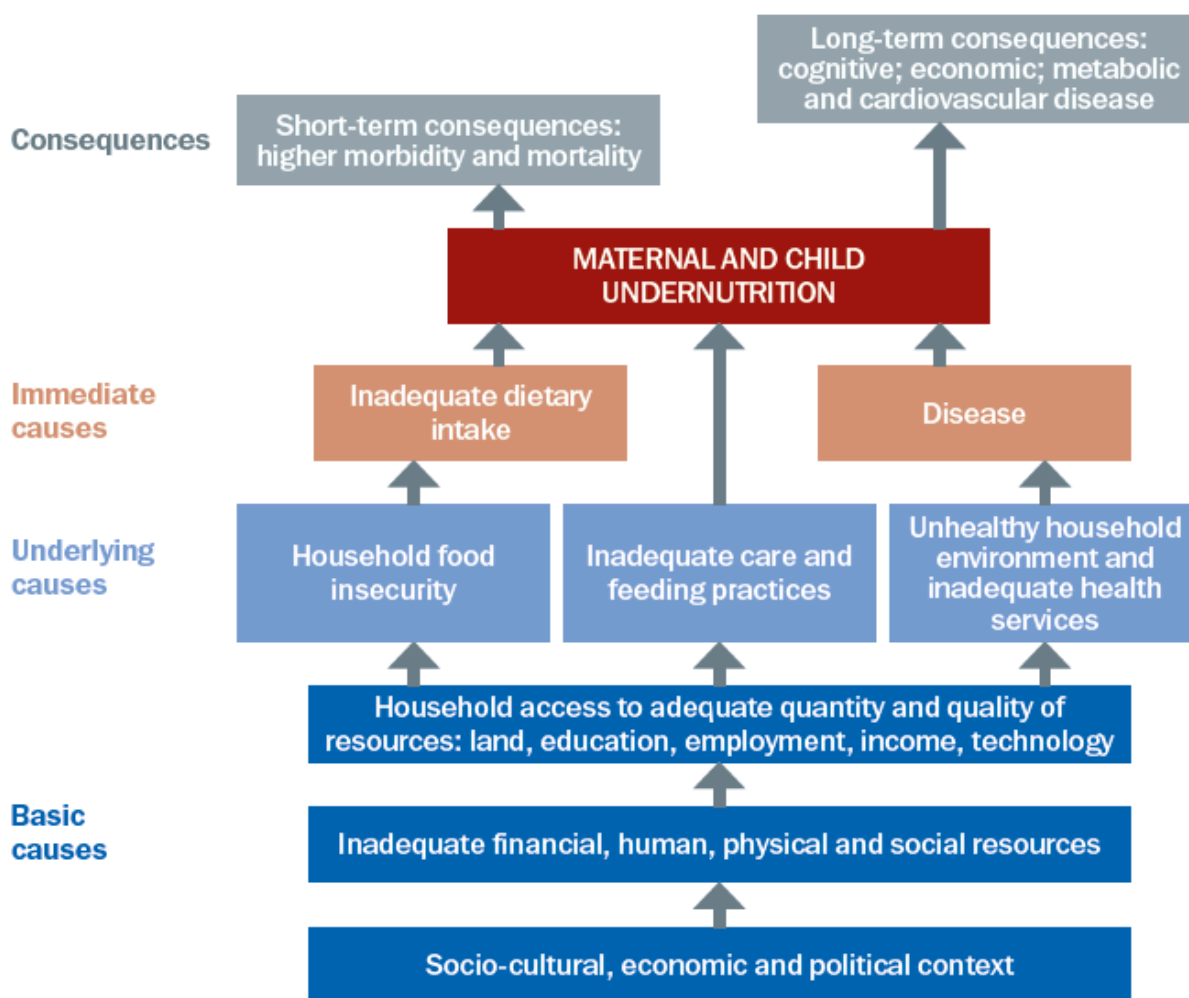 Long-term consequences:
cognitive; economic; metabolic
and cardiovascular disease
Consequences
Short-term consequences:
higher morbidity and mortality
MATERNAL AND CHILD
UNDERNUTRITION
Immediate
causes
Inadequate dietary
intake
Disease
Underlying
causes
Household food
insecurity
Inadequate care and
feeding practices
Unhealthy household
environment and
inadequate health
services
Household access to adequate quantity and quality of
resources: land, education, employment, income, technology
Basic
causes
Inadequate financial, human, physical and social resources
Socio-cultural, economic and political context